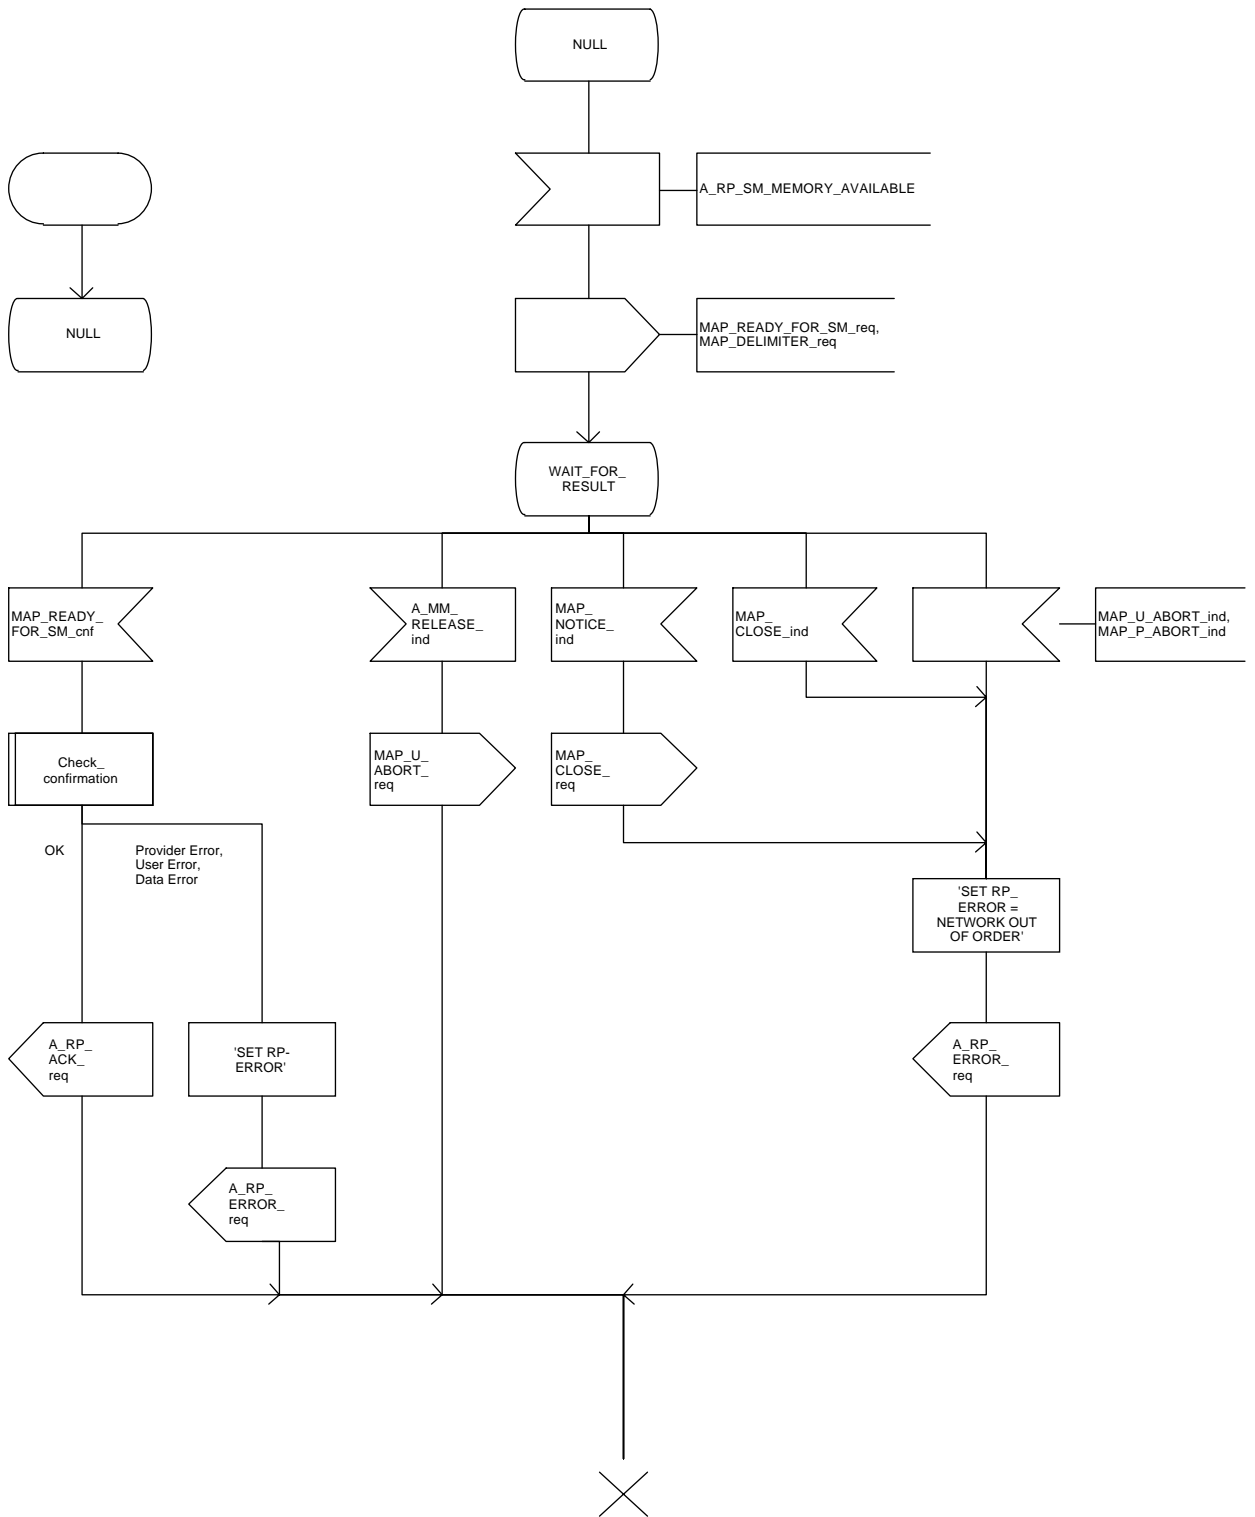 NULL
A_RP_SM_MEMORY_AVAILABLE
NULL
MAP_READY_FOR_SM_req,
MAP_DELIMITER_req
WAIT_FOR_
RESULT
MAP_READY_
FOR_SM_cnf
A_MM_
RELEASE_
ind
MAP_
NOTICE_
ind
MAP_
CLOSE_ind
MAP_U_ABORT_ind,
MAP_P_ABORT_ind
Check_
confirmation
MAP_U_
ABORT_
req
MAP_
CLOSE_
req
OK
Provider Error,
User Error,
Data Error
'SET RP_
ERROR =
NETWORK OUT
OF ORDER'
A_RP_
ACK_
req
'SET RP-
ERROR'
A_RP_
ERROR_
req
A_RP_
ERROR_
req